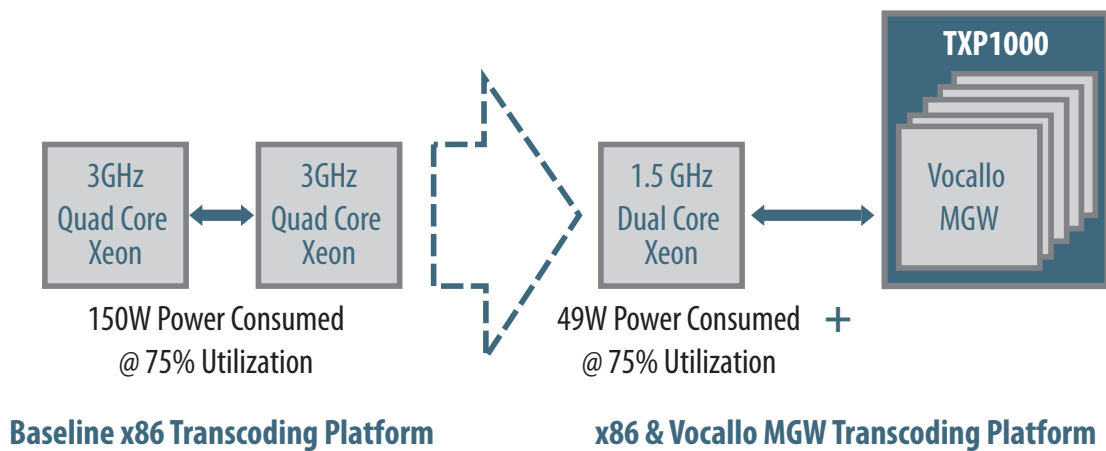 TXP1000
3GHz
Quad Core
Xeon
3GHz
Quad Core
Xeon
1.5 GHz
Dual Core
Xeon
Vocallo
MGW
150W Power Consumed
@ 75% Utilization
49W Power Consumed +
@ 75% Utilization
Baseline x86 Transcoding Platform
x86 & Vocallo MGW Transcoding Platform